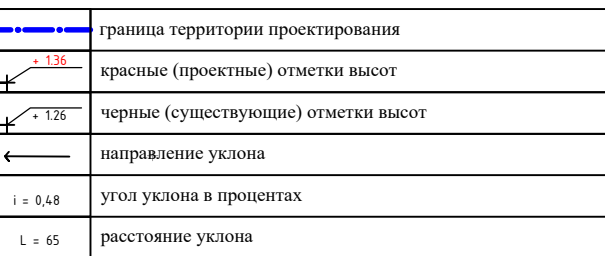 граница территории проектирования
+ 1.36 красные (проектные) отметки высот
+ 1.26 черные (существующие) отметки высот
направление уклона
i = 0,48 угол уклона в процентах
L = 65 расстояние уклона